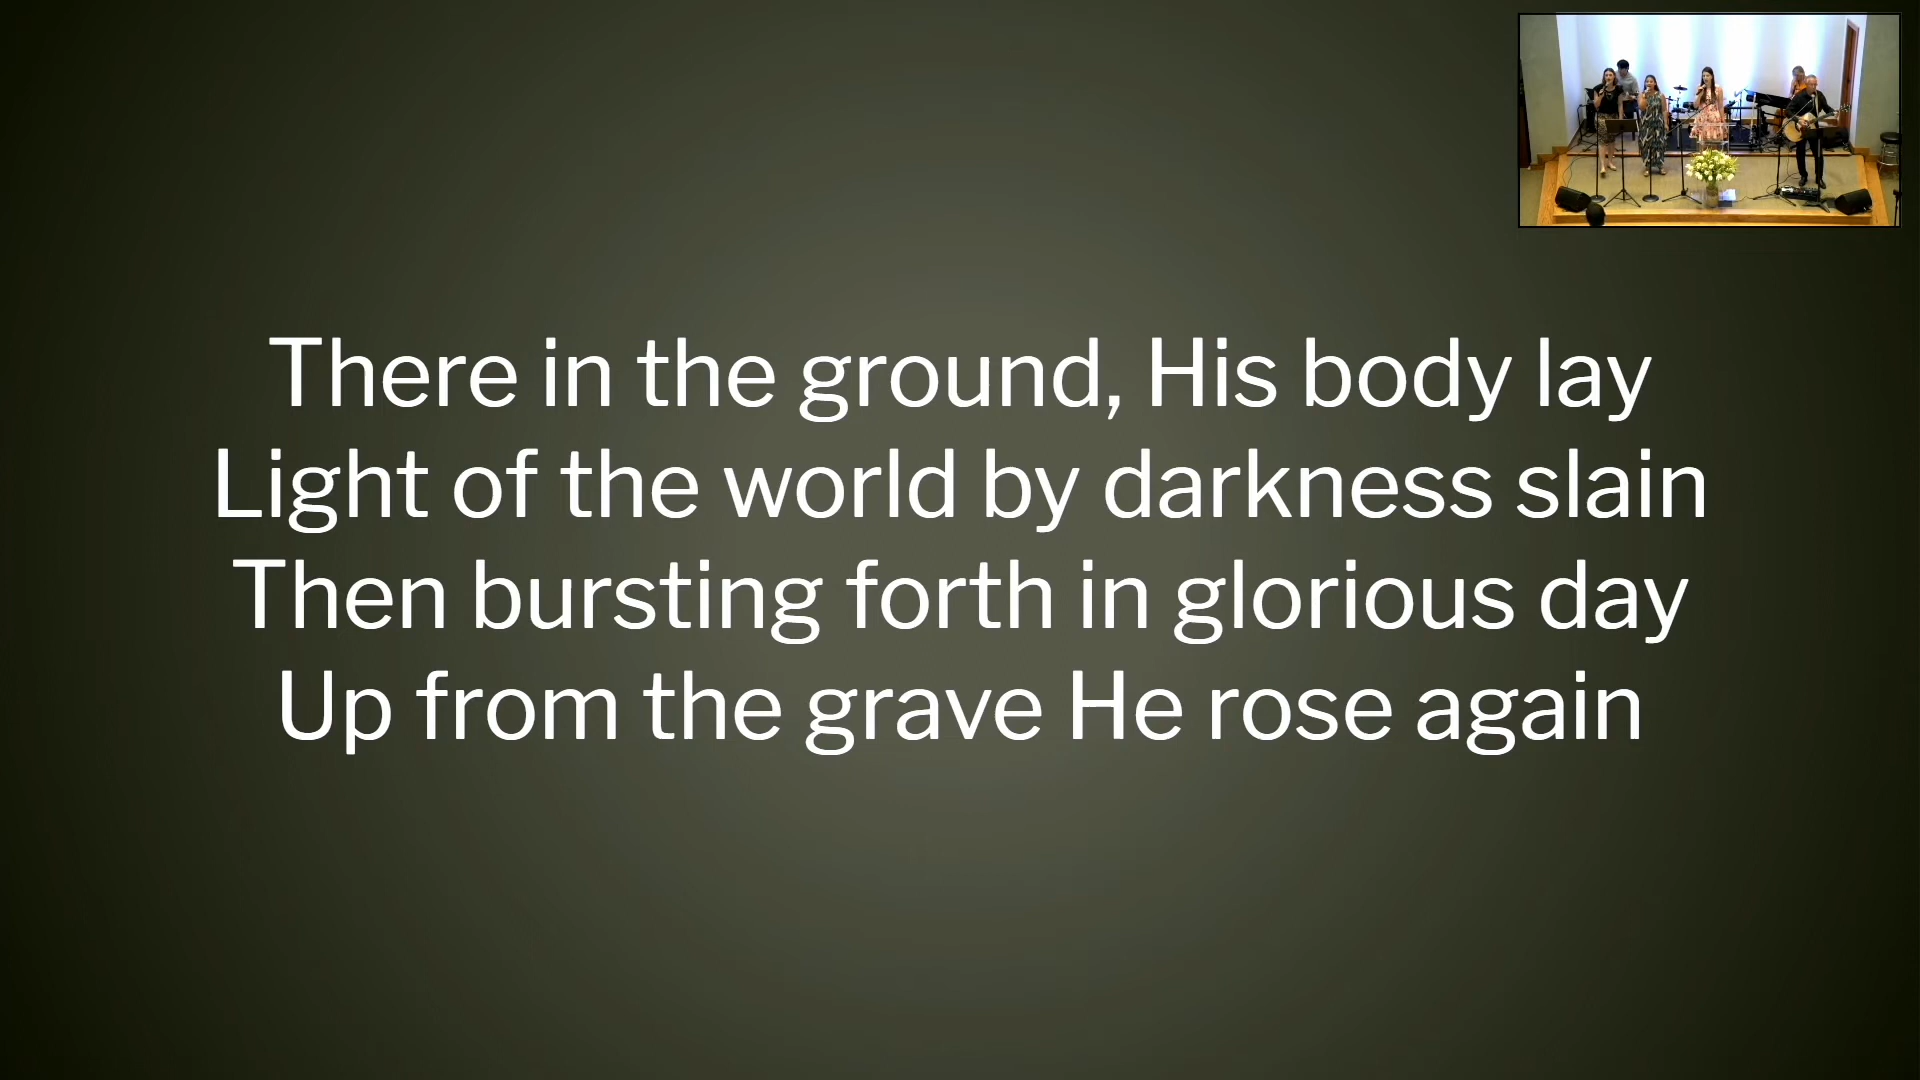 There in the ground, His body lay
Light of the world by darkness slain
Then bursting forth in glorious day
Up from the grave He rose again